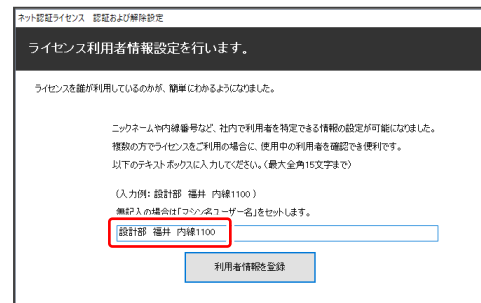 ネット認証ライセンス 認証および解除設定
ライセンス利用者情報設定を行います。
ライセンスを誰が利用しているのかが、簡単にわかるようになりました。
ニックネームや内線番号など、社内で利用者を特定できる情報の設定が可能になりました。
複数の方でライセンスをご利用の場合に、使用中の利用者を確認でき便利です。
以下のテキストボックスに入力してください。（最大全角15文字まで）
（入力例：設計部 福井 内線1100）
無記入の場合は「マシン名ユーザー名」をセットします。
設計部 福井 内線1100
利用者情報を登録